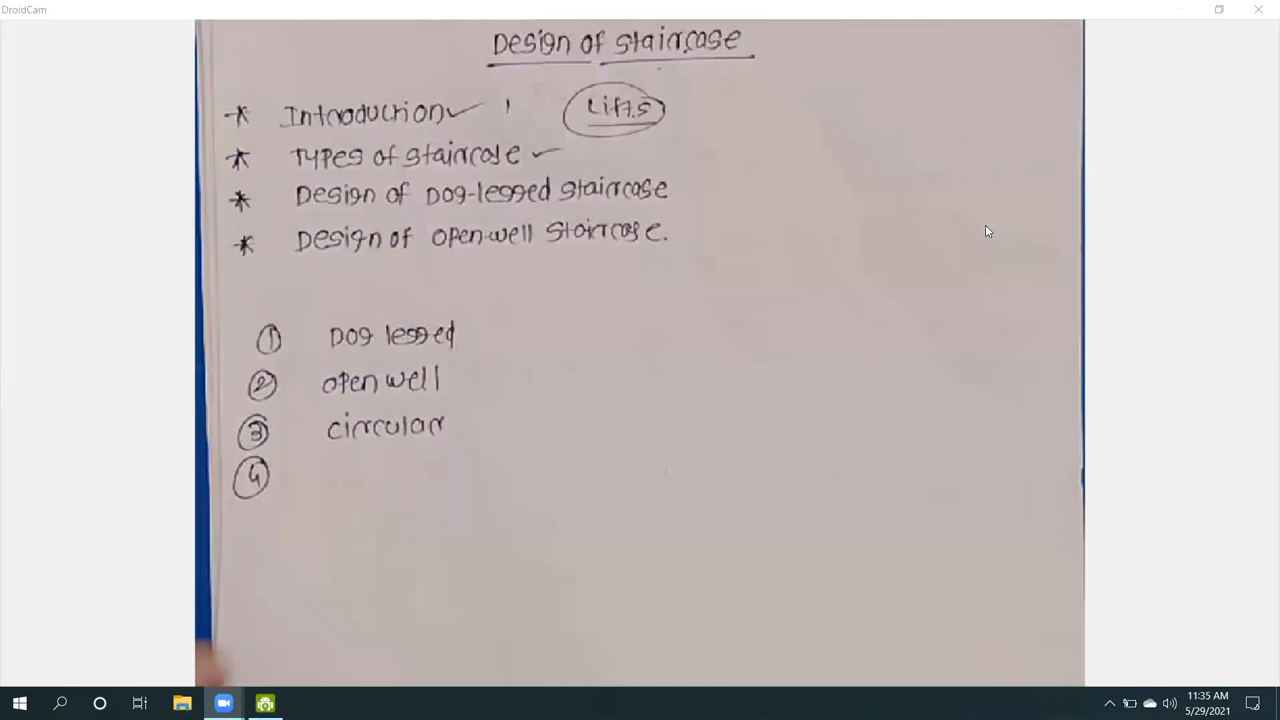 DroidCam
Design of staircase
* Introduction ✓ Lifts
* Types of staircase ✓
* Design of Dog-legged staircase
* Design of open-well staircase.
① Dog legged
② open well
③ circular
④
11:35 AM
5/29/2021